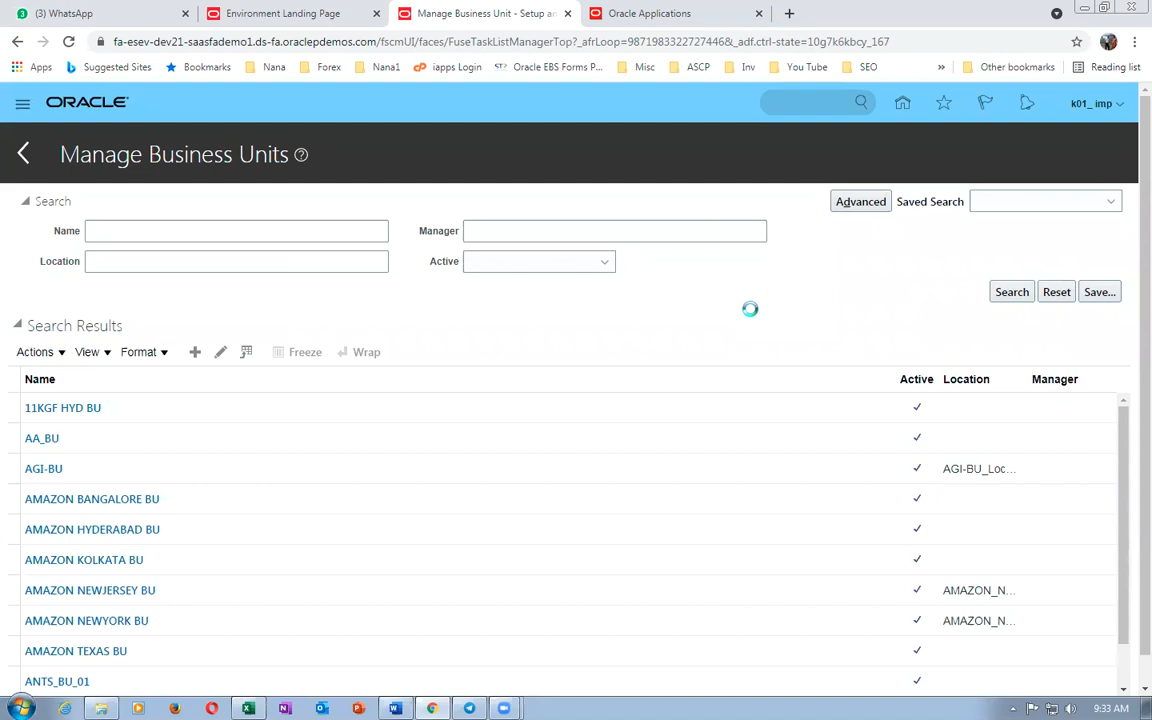 3
(3) WhatsApp
Environment Landing Page
Manage Business Unit - Setup an
Oracle Applications
fa-esev-dev21-saasfademo1.ds-fa.oraclepdemos.com/fscmUI/faces/FuseTaskListManagerTop?_afrLoop=9871983322727446&_adf.ctrl-state=10g7k6kbcy_167
Apps
Suggested Sites
Bookmarks
Nana
Forex
Nana1
iapps Login
Oracle EBS Forms P...
Misc
ASCP
Inv
You Tube
SEO
»
Other bookmarks
Reading list
ORACLE
k01_ imp
Manage Business Units
Search
Advanced
Saved Search
Name
Manager
Location
Active
Search
Reset
Save...
Search Results
Actions
View
Format
Freeze
Wrap
Name
Active
Location
Manager
11KGF HYD BU
AA_BU
AGI-BU
AGI-BU_Loc...
AMAZON BANGALORE BU
AMAZON HYDERABAD BU
AMAZON KOLKATA BU
AMAZON NEWJERSEY BU
AMAZON_N...
AMAZON NEWYORK BU
AMAZON_N...
AMAZON TEXAS BU
ANTS_BU_01
9:33 AM